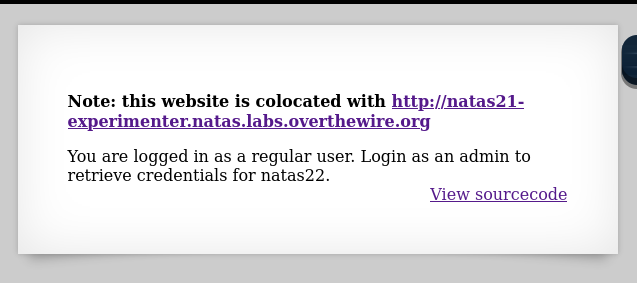 Note: this website is colocated with http://natas21-
experimenter.natas.labs.overthewire.org
You are logged in as a regular user. Login as an admin to
retrieve credentials for natas22.
View sourcecode